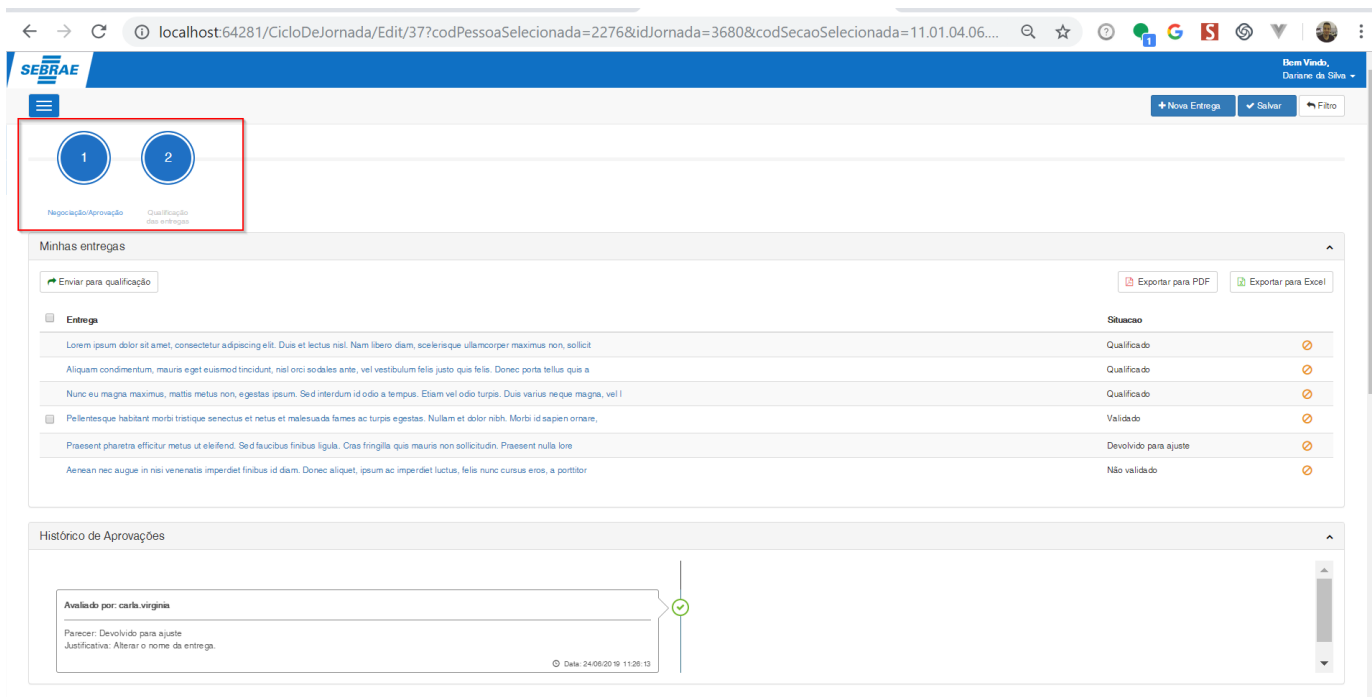 localhost:64281/CicloDeJornada/Edit/37?codPessoaSelecionada=2276&idJornada=3680&codSecaoSelecionada=11.01.04.06....
1
SEBRAE
Bem Vindo,
Dariane da Silva
Nova Entrega
Salvar
Filtro
1
2
Negociação/Aprovação
Qualificação
das entregas
Minhas entregas
Enviar para qualificação
Exportar para PDF
Exportar para Excel
Entrega Situacao
Lorem ipsum dolor sit amet, consectetur adipiscing elit. Duis et lectus nisl. Nam libero diam, scelerisque ullamcorper maximus non, sollicit Qualificado
Aliquam condimentum, mauris eget euismod tincidunt, nisl orci sodales ante, vel vestibulum felis justo quis felis. Donec porta tellus quis a Qualificado
Nunc eu magna maximus, mattis metus non, egestas ipsum. Sed interdum id odio a tempus. Etiam vel odio turpis. Duis varius neque magna, vel l Qualificado
Pellentesque habitant morbi tristique senectus et netus et malesuada fames ac turpis egestas. Nullam et dolor nibh. Morbi id sapien ornare, Validado
Praesent pharetra efficitur metus ut eleifend. Sed faucibus finibus ligula. Cras fringilla quis mauris non sollicitudin. Praesent nulla lore Devolvido para ajuste
Aenean nec augue in nisi venenatis imperdiet finibus id diam. Donec aliquet, ipsum ac imperdiet luctus, felis nunc cursus eros, a porttitor Não validado
Histórico de Aprovações
Avaliado por: carla.virginia
Parecer: Devolvido para ajuste
Justificativa: Alterar o nome da entrega.
Data: 24/06/2019 11:26:13